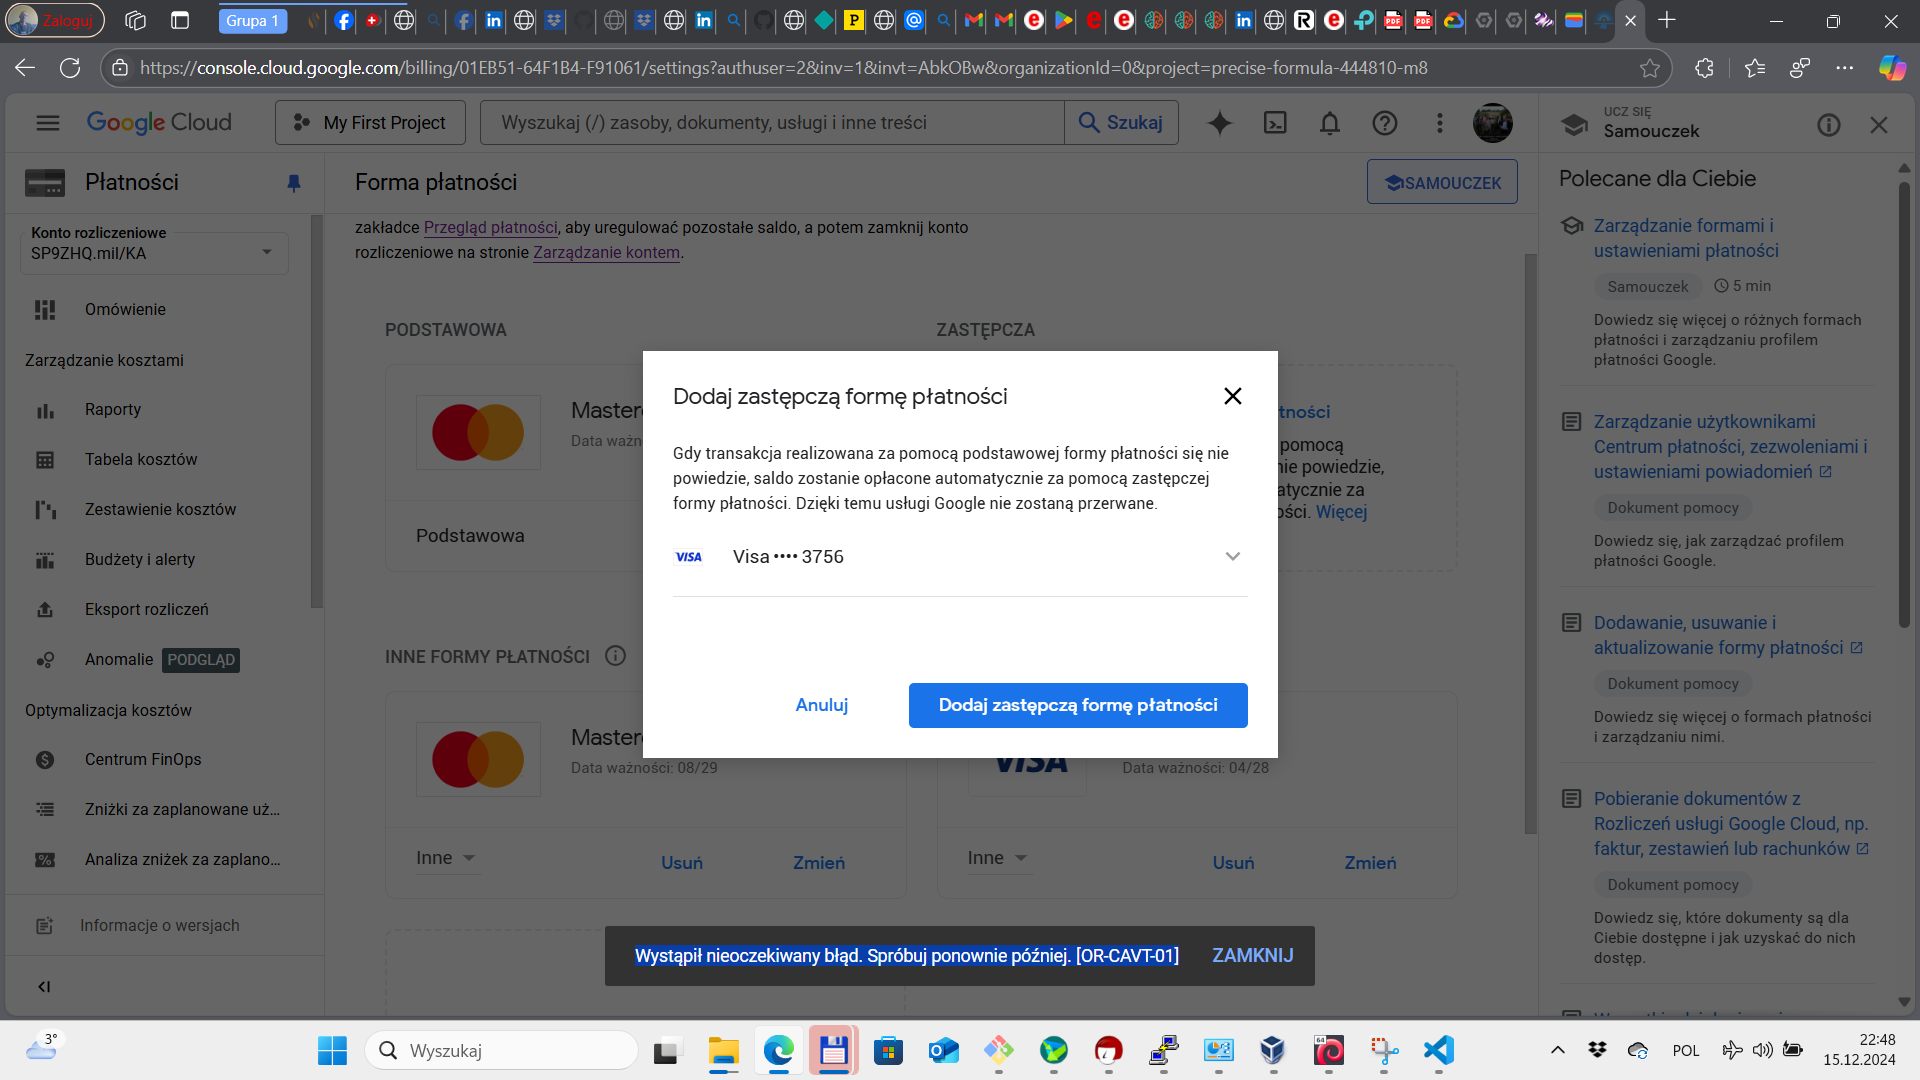 Zaloguj
Grupa 1
https://console.cloud.google.com/billing/01EB51-64F1B4-F91061/settings?authuser=2&inv=1&invt=AbkOBw&organizationId=0&project=precise-formula-444810-m8
Google Cloud
My First Project
Wyszukaj (/) zasoby, dokumenty, usługi i inne treści
Szukaj
UCZ SIĘ
Samouczek
Płatności
Forma płatności
SAMOUCZEK
Konto rozliczeniowe
SP9ZHQ.mil/KA
Omówienie
Zarządzanie kosztami
Raporty
Tabela kosztów
Zestawienie kosztów
Budżety i alerty
Eksport rozliczeń
Anomalie PODGLĄD
Optymalizacja kosztów
Centrum FinOps
Zniżki za zaplanowane uż...
Analiza zniżek za zaplano...
Informacje o wersjach
zakładce Przegląd płatności, aby uregulować pozostałe saldo, a potem zamknij konto
rozliczeniowe na stronie Zarządzanie kontem.
PODSTAWOWA
ZASTĘPCZA
Masterc
Data ważn
Podstawowa
tności
pomocą
nie powiedzie,
atycznie za
ości. Więcej
Dodaj zastępczą formę płatności
Gdy transakcja realizowana za pomocą podstawowej formy płatności się nie
powiedzie, saldo zostanie opłacone automatycznie za pomocą zastępczej
formy płatności. Dzięki temu usługi Google nie zostaną przerwane.
VISA
Visa •••• 3756
Anuluj
Dodaj zastępczą formę płatności
INNE FORMY PŁATNOŚCI
Masterc
Data ważności: 08/29
Inne
Usuń
Zmień
VISA
Data ważności: 04/28
Inne
Usuń
Zmień
Wystąpił nieoczekiwany błąd. Spróbuj ponownie później. [OR-CAVT-01]
ZAMKNIJ
Polecane dla Ciebie
Zarządzanie formami i
ustawieniami płatności
Samouczek
5 min
Dowiedz się więcej o różnych formach
płatności i zarządzaniu profilem
płatności Google.
Zarządzanie użytkownikami
Centrum płatności, zezwoleniami i
ustawieniami powiadomień
Dokument pomocy
Dowiedz się, jak zarządzać profilem
płatności Google.
Dodawanie, usuwanie i
aktualizowanie formy płatności
Dokument pomocy
Dowiedz się więcej o formach płatności
i zarządzaniu nimi.
Pobieranie dokumentów z
Rozliczeń usługi Google Cloud, np.
faktur, zestawień lub rachunków
Dokument pomocy
Dowiedz się, które dokumenty są dla
Ciebie dostępne i jak uzyskać do nich
dostęp.
3°
Wyszukaj
POL
22:48
15.12.2024